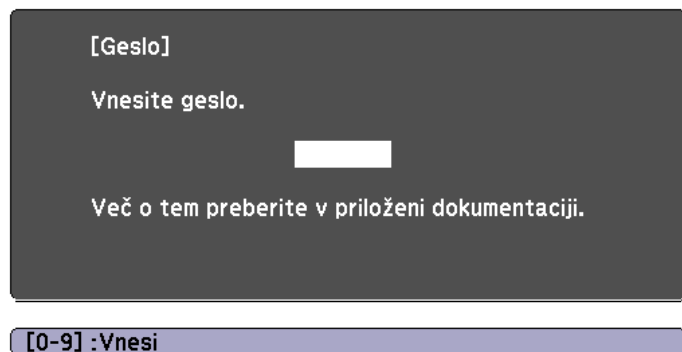 [Geslo]
Vnesite geslo.
Več o tem preberite v priloženi dokumentaciji.
[0-9] :Vnesi